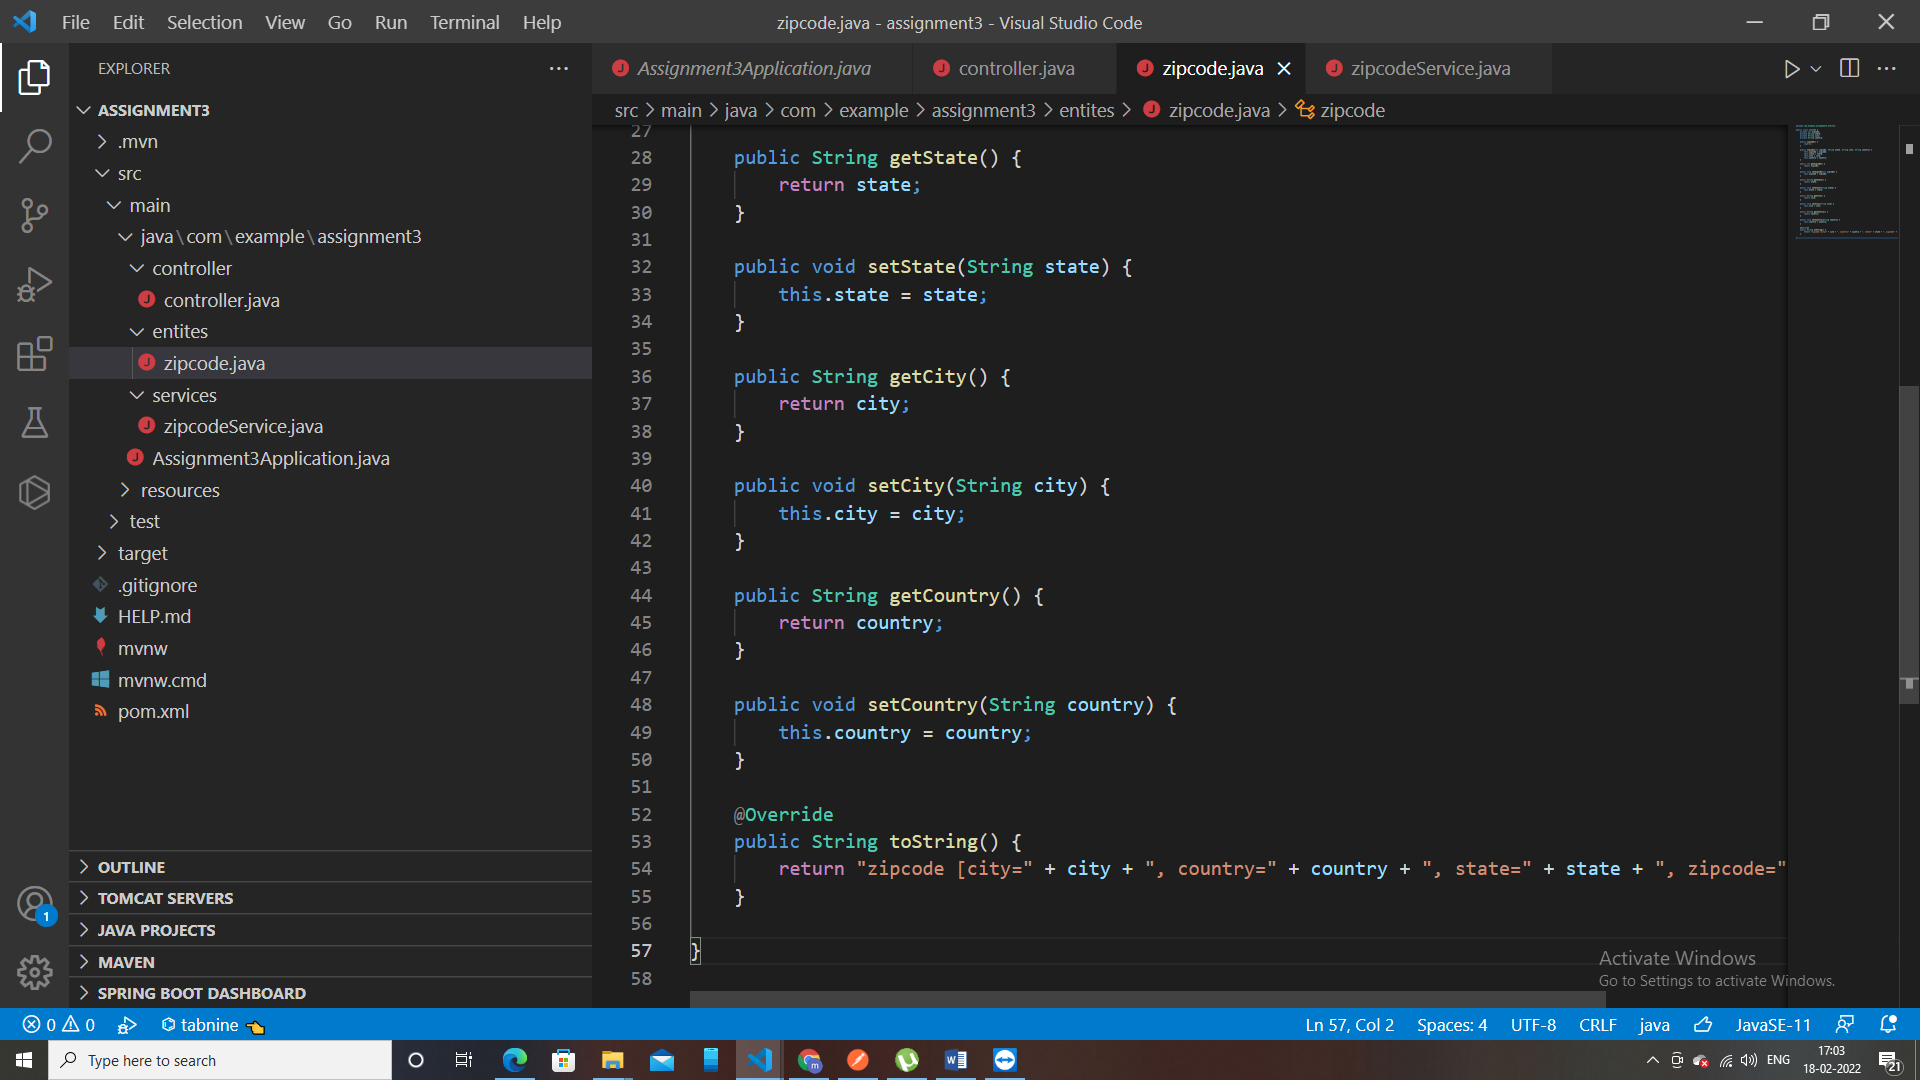 File Edit Selection View Go Run Terminal Help
zipcode.java - assignment3 - Visual Studio Code
EXPLORER
ASSIGNMENT3
.mvn
src
main
java\com\example\assignment3
controller
controller.java
entites
zipcode.java
services
zipcodeService.java
Assignment3Application.java
resources
test
target
.gitignore
HELP.md
mvnw
mvnw.cmd
pom.xml
OUTLINE
TOMCAT SERVERS
JAVA PROJECTS
MAVEN
SPRING BOOT DASHBOARD
Assignment3Application.java controller.java zipcode.java zipcodeService.java
src > main > java > com > example > assignment3 > entites > zipcode.java > zipcode
27
28 public String getState() {
29 return state;
30 }
31
32 public void setState(String state) {
33 this.state = state;
34 }
35
36 public String getCity() {
37 return city;
38 }
39
40 public void setCity(String city) {
41 this.city = city;
42 }
43
44 public String getCountry() {
45 return country;
46 }
47
48 public void setCountry(String country) {
49 this.country = country;
50 }
51
52 @Override
53 public String toString() {
54 return "zipcode [city=" + city + ", country=" + country + ", state=" + state + ", zipcode="
55 }
56
57 }
58
Activate Windows
Go to Settings to activate Windows.
1
0 0 tabnine
Ln 57, Col 2 Spaces: 4 UTF-8 CRLF java JavaSE-11
Type here to search
ENG
17:03
18-02-2022
21